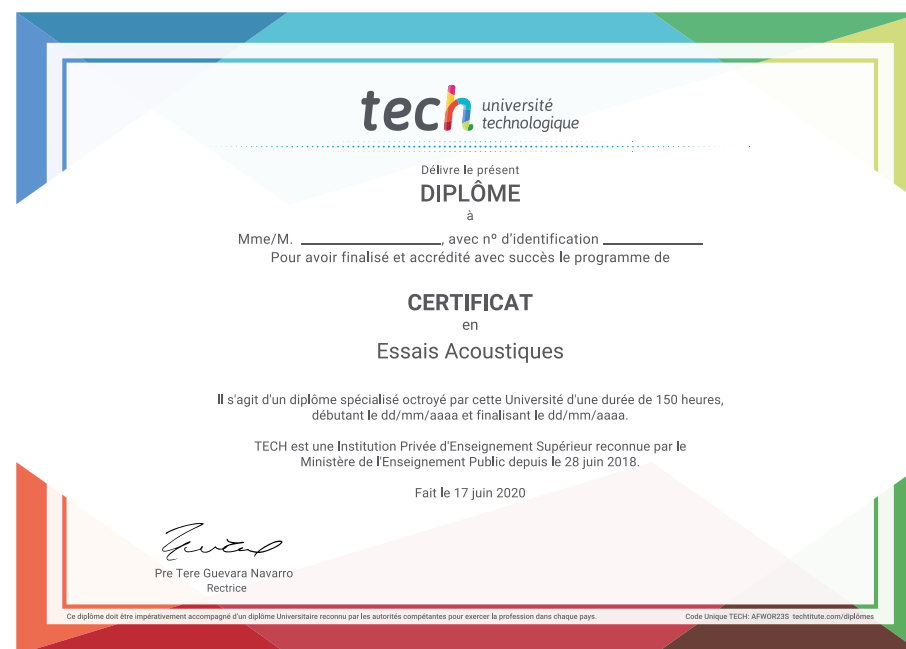 tech université
technologique
Délivre le présent
DIPLÔME
à
Mme/M. ____________________, avec nº d'identification ______________
Pour avoir finalisé et accrédité avec succès le programme de
CERTIFICAT
en
Essais Acoustiques
Il s'agit d'un diplôme spécialisé octroyé par cette Université d'une durée de 150 heures,
débutant le dd/mm/aaaa et finalisant le dd/mm/aaaa.
TECH est une Institution Privée d'Enseignement Supérieur reconnue par le
Ministère de l'Enseignement Public depuis le 28 juin 2018.
Fait le 17 juin 2020
Pre Tere Guevara Navarro
Rectrice
Ce diplôme doit être impérativement accompagné d'un diplôme Universitaire reconnu par les autorités compétantes pour exercer la profession dans chaque pays.
Code Unique TECH: AFWOR23S techtitute.com/diplômes